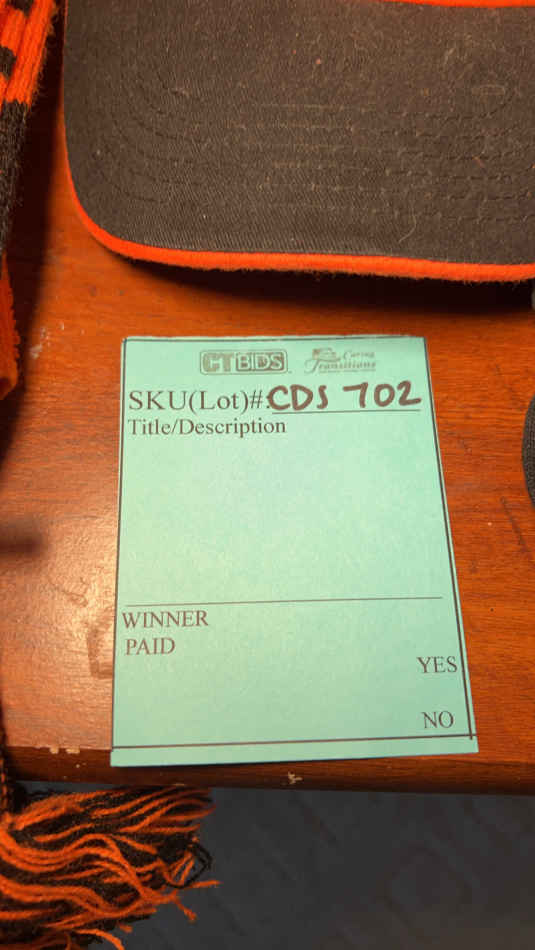 CTBIDS Caring Transitions
SKU(Lot)#: CDS 702
Title/Description
WINNER
PAID
YES
NO